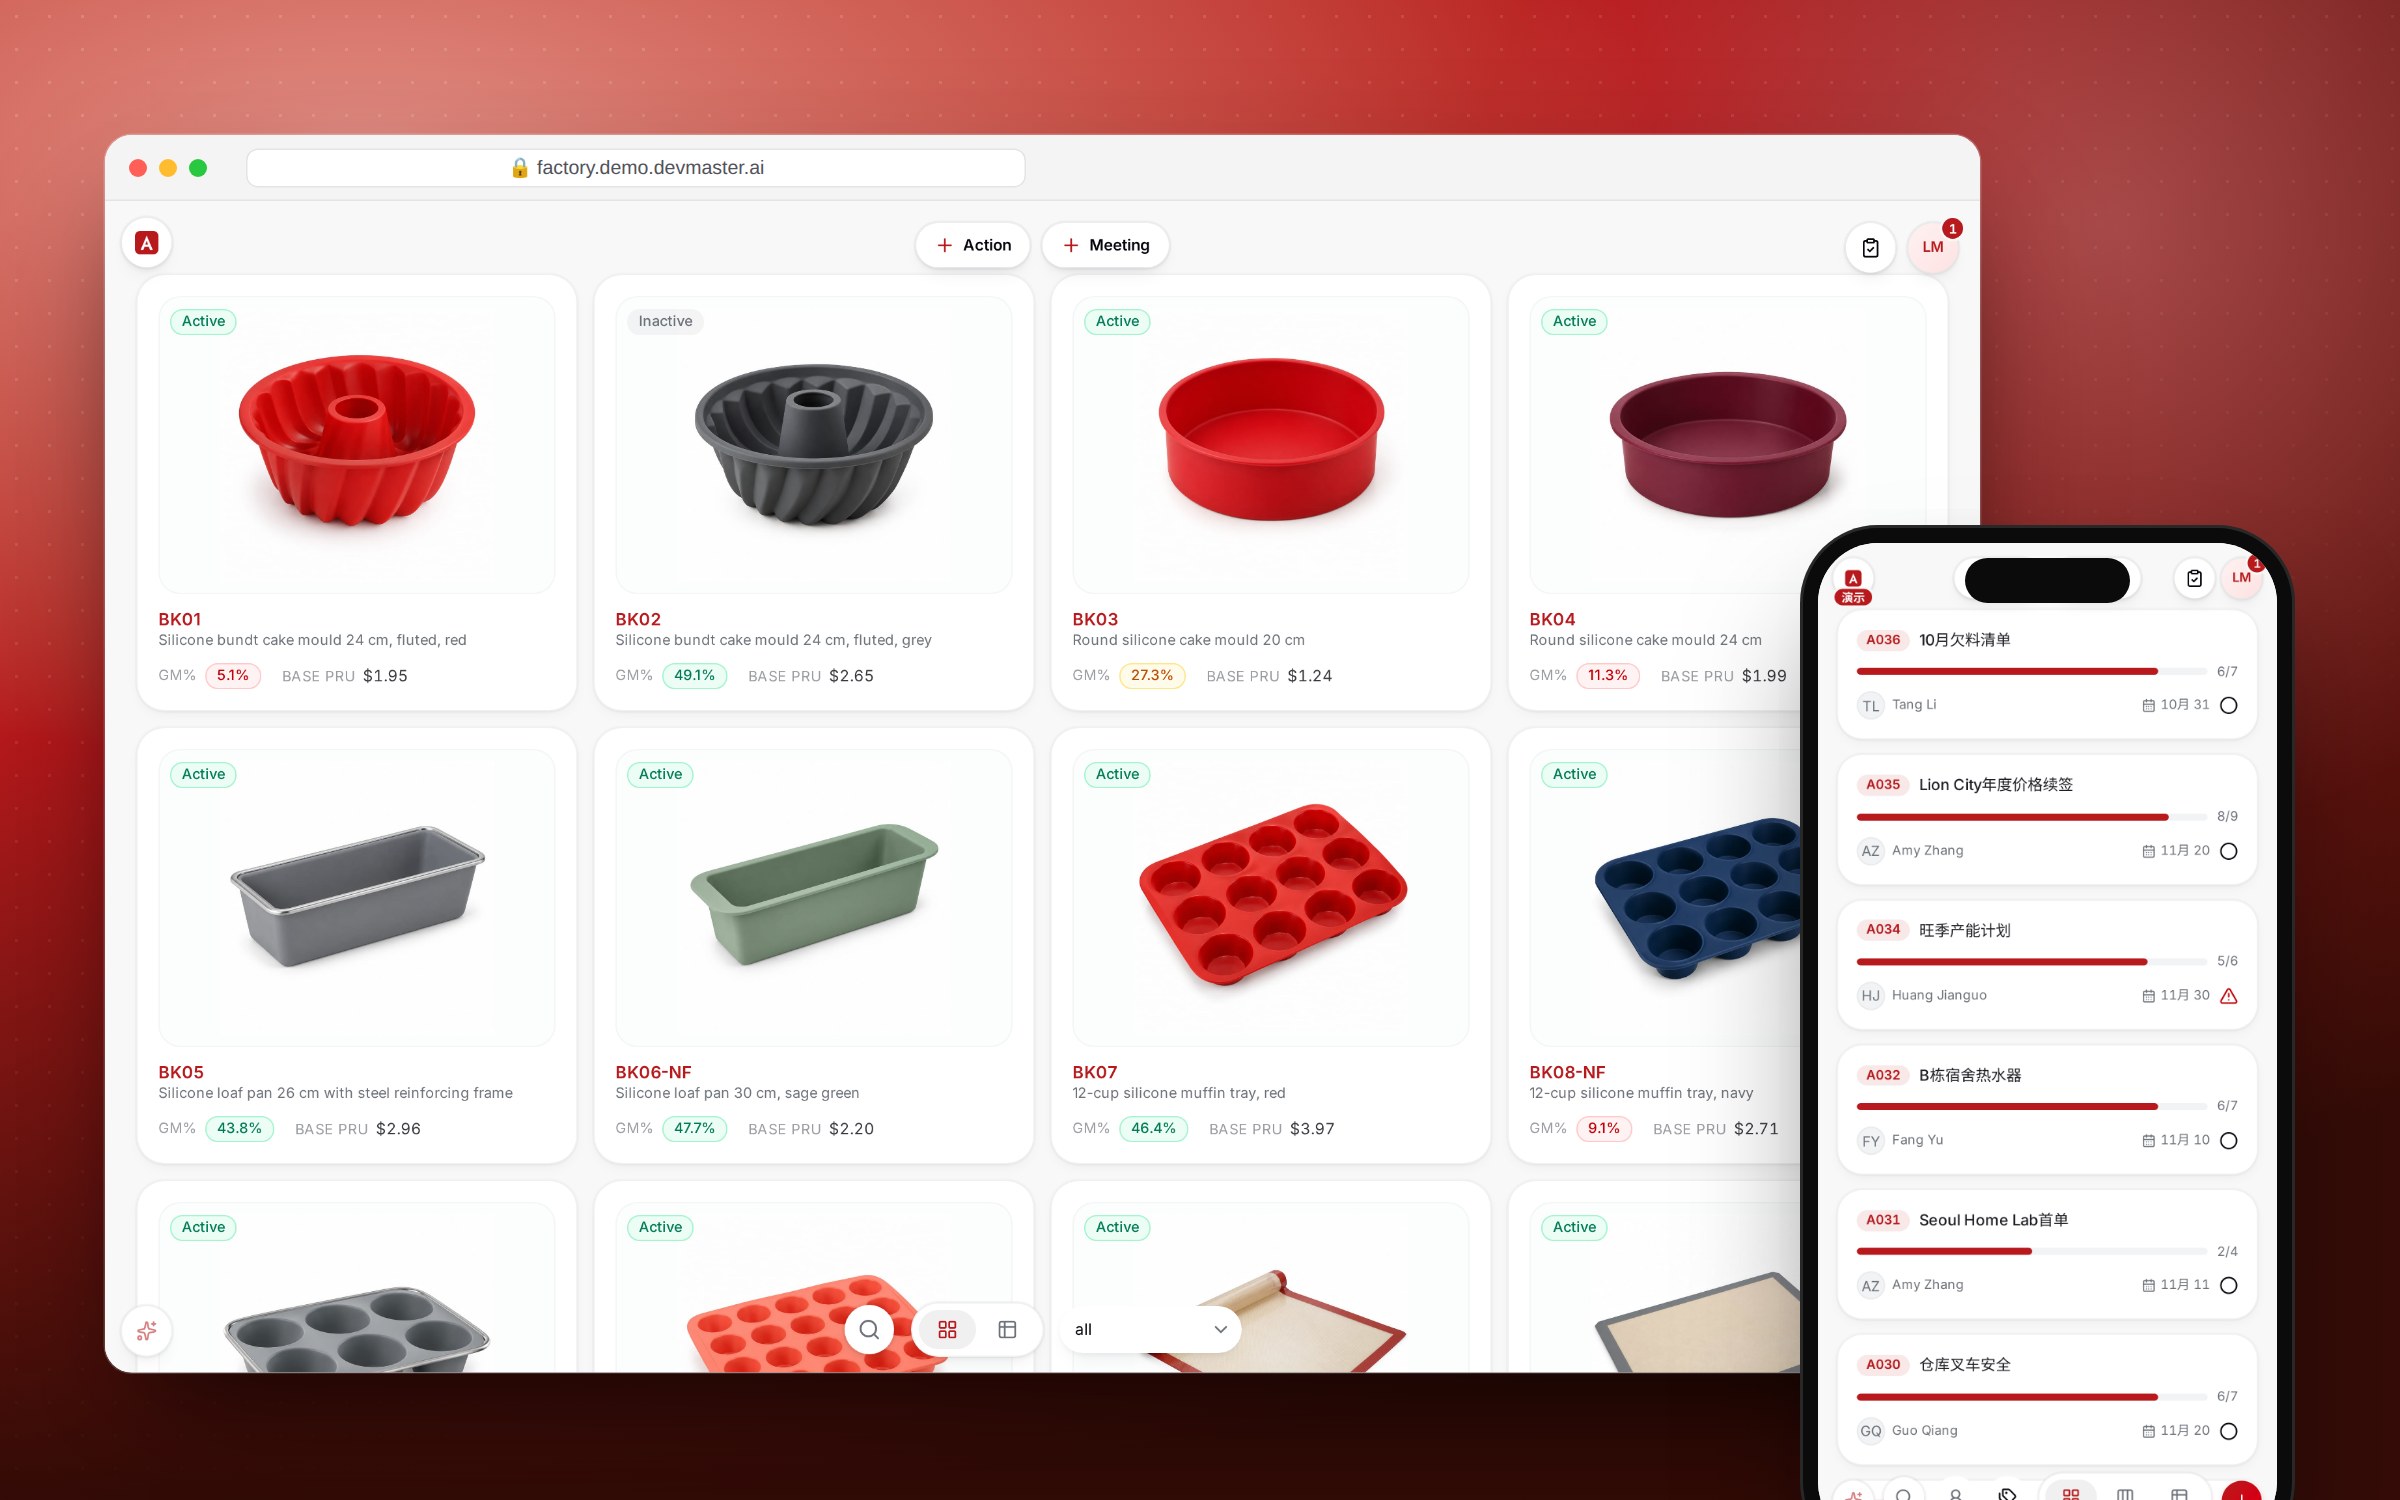 factory.demo.devmaster.ai
A
Action
Meeting
LM
1
Active
Inactive
Active
Active
BK01
Silicone bundt cake mould 24 cm, fluted, red
GM% 5.1% BASE PRU $1.95
BK02
Silicone bundt cake mould 24 cm, fluted, grey
GM% 49.1% BASE PRU $2.65
BK03
Round silicone cake mould 20 cm
GM% 27.3% BASE PRU $1.24
BK04
Round silicone cake mould 24 cm
GM% 11.3% BASE PRU $1.99
Active
Active
Active
Active
BK05
Silicone loaf pan 26 cm with steel reinforcing frame
GM% 43.8% BASE PRU $2.96
BK06-NF
Silicone loaf pan 30 cm, sage green
GM% 47.7% BASE PRU $2.20
BK07
12-cup silicone muffin tray, red
GM% 46.4% BASE PRU $3.97
BK08-NF
12-cup silicone muffin tray, navy
GM% 9.1% BASE PRU $2.71
Active
Active
Active
Active
all
A
演示
LM
1
A036 10月欠料清单
6/7
TL Tang Li 10月 31
A035 Lion City年度价格续签
8/9
AZ Amy Zhang 11月 20
A034 旺季产能计划
5/6
HJ Huang Jianguo 11月 30
A032 B栋宿舍热水器
6/7
FY Fang Yu 11月 10
A031 Seoul Home Lab首单
2/4
AZ Amy Zhang 11月 11
A030 仓库叉车安全
6/7
GQ Guo Qiang 11月 20